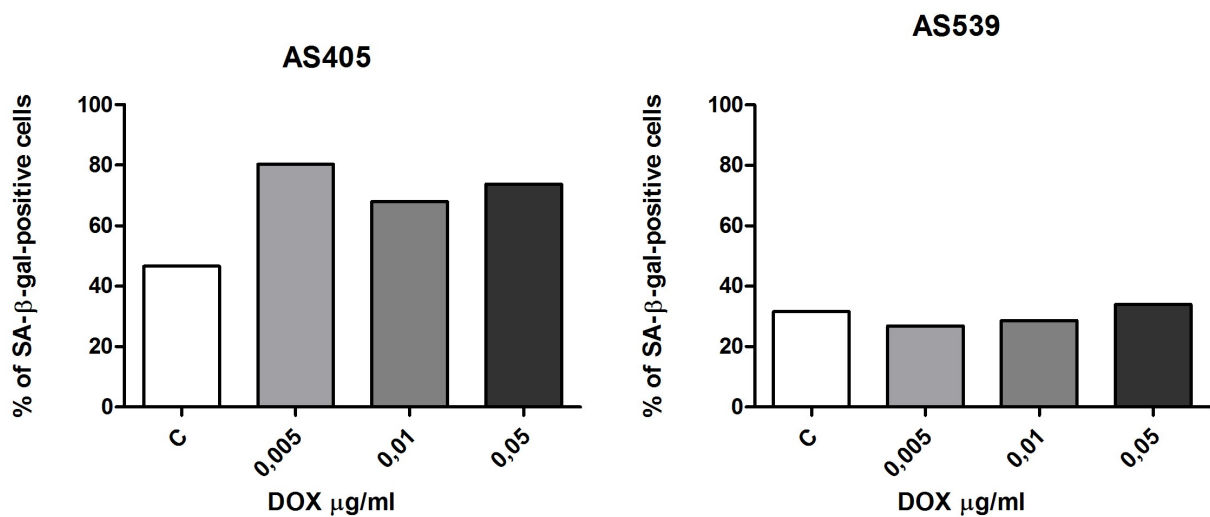 AS405
% of SA-β-gal-positive cells
100
80
60
40
20
0
C
0,005
0,01
0,05
DOX μg/ml
AS539
% of SA-β-gal-positive cells
100
80
60
40
20
0
C
0,005
0,01
0,05
DOX μg/ml